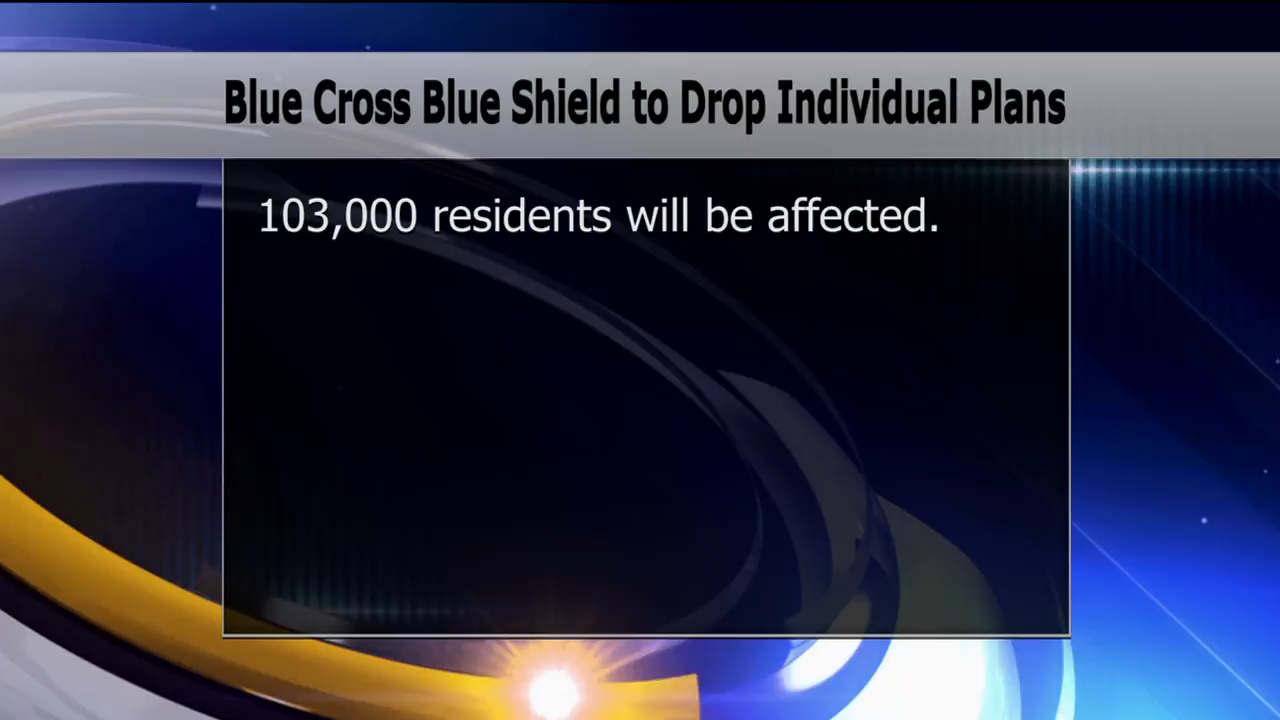 Blue Cross Blue Shield to Drop Individual Plans
103,000 residents will be affected.